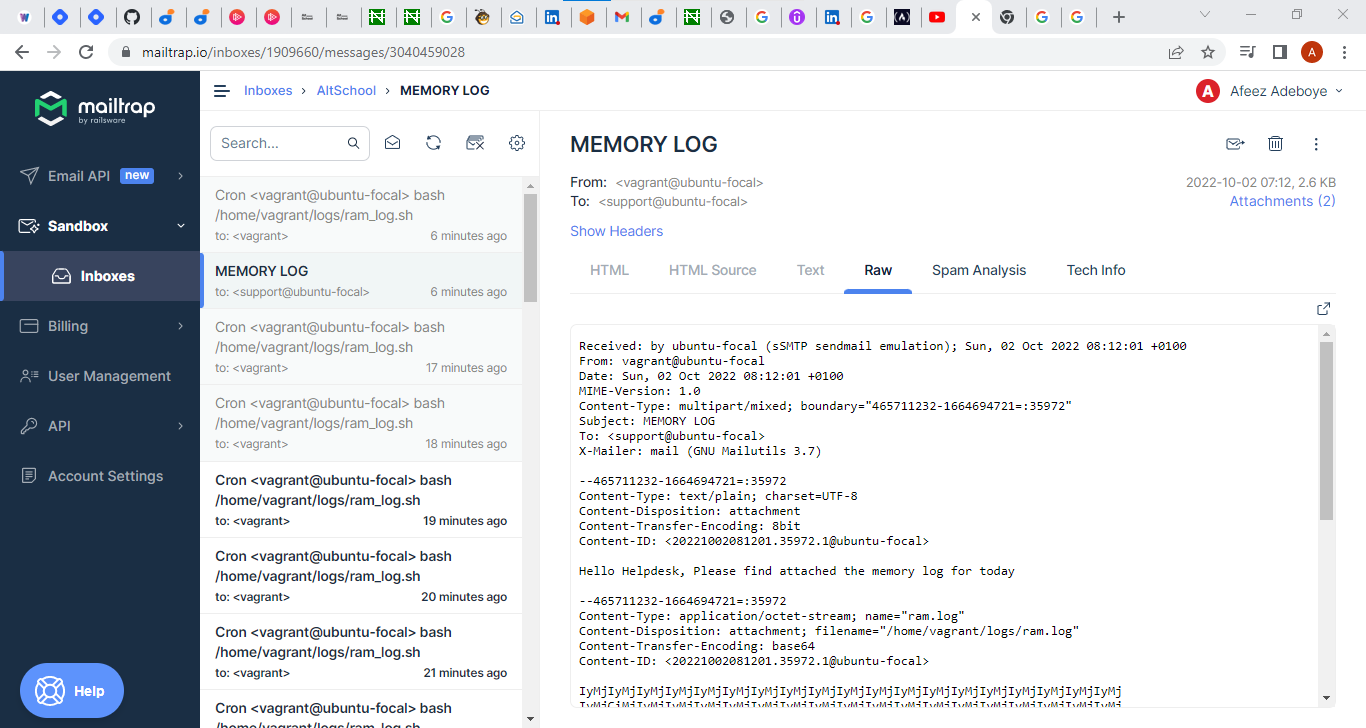 mailtrap.io/inboxes/1909660/messages/3040459028
A
mailtrap
by railsware
Email API new
Sandbox
Inboxes
Billing
User Management
API
Account Settings
Help
Inboxes › AltSchool › MEMORY LOG
A Afeez Adeboye
Search...
Cron <vagrant@ubuntu-focal> bash
/home/vagrant/logs/ram_log.sh
to: <vagrant> 6 minutes ago
MEMORY LOG
to: <support@ubuntu-focal> 6 minutes ago
Cron <vagrant@ubuntu-focal> bash
/home/vagrant/logs/ram_log.sh
to: <vagrant> 17 minutes ago
Cron <vagrant@ubuntu-focal> bash
/home/vagrant/logs/ram_log.sh
to: <vagrant> 18 minutes ago
Cron <vagrant@ubuntu-focal> bash
/home/vagrant/logs/ram_log.sh
to: <vagrant> 19 minutes ago
Cron <vagrant@ubuntu-focal> bash
/home/vagrant/logs/ram_log.sh
to: <vagrant> 20 minutes ago
Cron <vagrant@ubuntu-focal> bash
/home/vagrant/logs/ram_log.sh
to: <vagrant> 21 minutes ago
Cron <vagrant@ubuntu-focal> bash
/home/vagrant/logs/ram_log.sh
MEMORY LOG
From: <vagrant@ubuntu-focal>
2022-10-02 07:12, 2.6 KB
To: <support@ubuntu-focal>
Attachments (2)
Show Headers
HTML HTML Source Text Raw Spam Analysis Tech Info
Received: by ubuntu-focal (sSMTP sendmail emulation); Sun, 02 Oct 2022 08:12:01 +0100
From: vagrant@ubuntu-focal
Date: Sun, 02 Oct 2022 08:12:01 +0100
MIME-Version: 1.0
Content-Type: multipart/mixed; boundary="465711232-1664694721=:35972"
Subject: MEMORY LOG
To: <support@ubuntu-focal>
X-Mailer: mail (GNU Mailutils 3.7)
--465711232-1664694721=:35972
Content-Type: text/plain; charset=UTF-8
Content-Disposition: attachment
Content-Transfer-Encoding: 8bit
Content-ID: <20221002081201.35972.1@ubuntu-focal>
Hello Helpdesk, Please find attached the memory log for today
--465711232-1664694721=:35972
Content-Type: application/octet-stream; name="ram.log"
Content-Disposition: attachment; filename="/home/vagrant/logs/ram.log"
Content-Transfer-Encoding: base64
Content-ID: <20221002081201.35972.1@ubuntu-focal>
IyMjIyMjIyMjIyMjIyMjIyMjIyMjIyMjIyMjIyMjIyMjIyMjIyMjIyMjIyMjIyMjIyMjIyMjIyMj